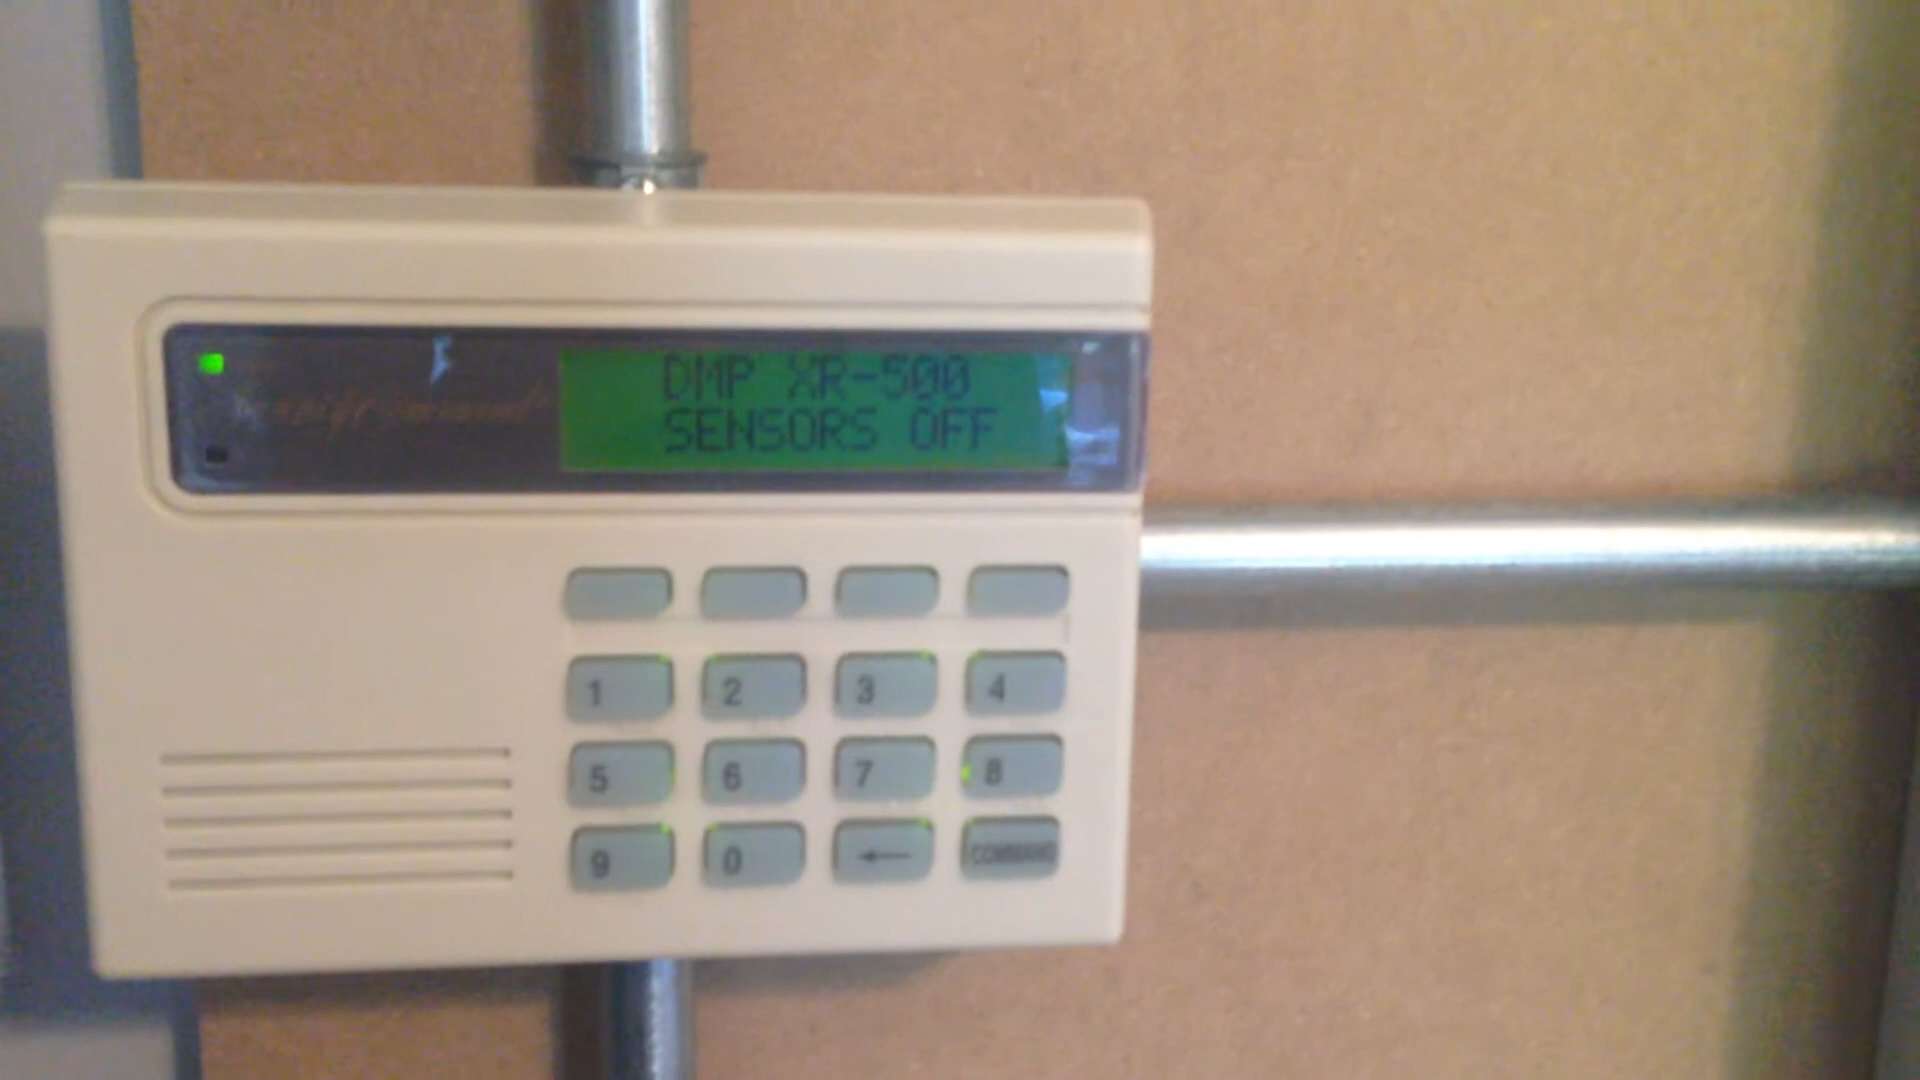 DMP XR-500
SENSORS OFF
1 2 3 4
5 6 7 8
9 0 ← COMMAND